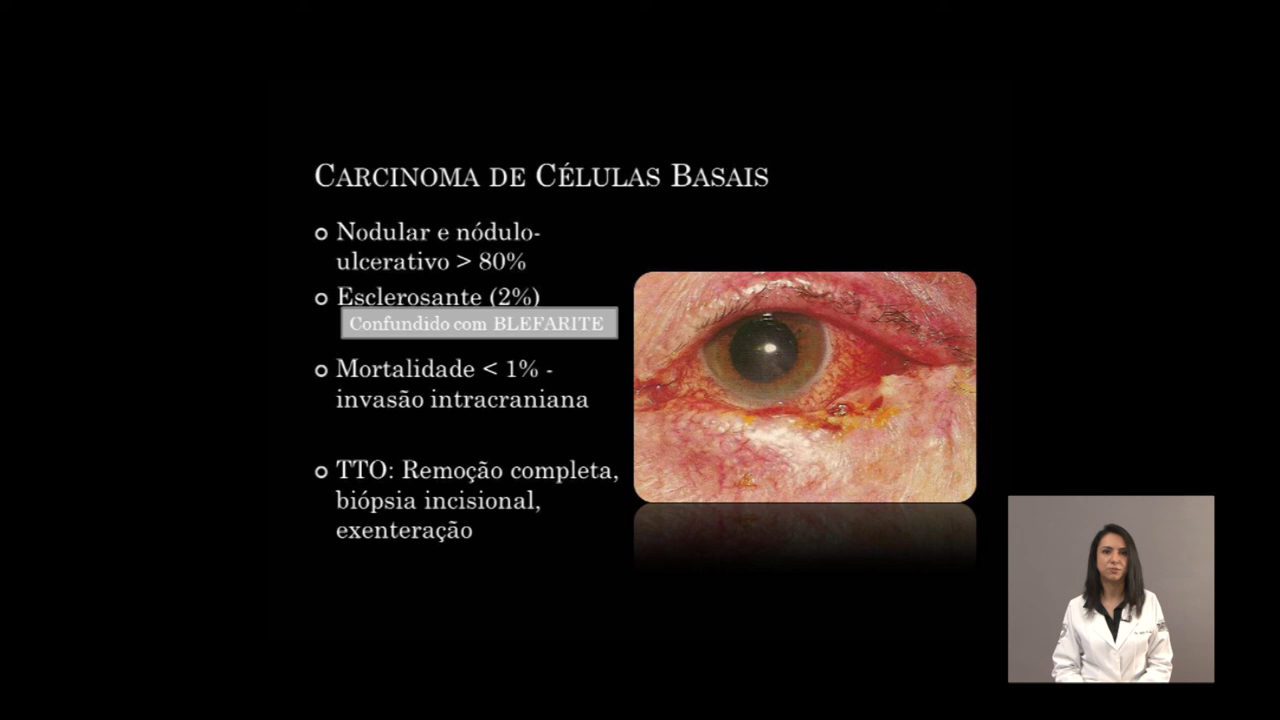 CARCINOMA DE CÉLULAS BASAIS
Nodular e nódulo-
ulcerativo > 80%
Esclerosante (2%)
Confundido com BLEFARITE
Mortalidade < 1% -
invasão intracraniana
TTO: Remoção completa,
biópsia incisional,
exenteração